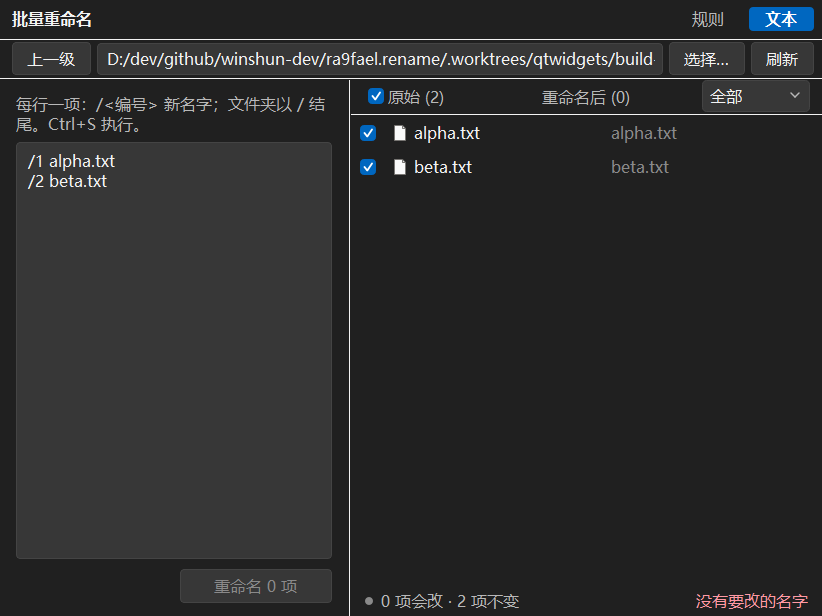 批量重命名
规则
文本
上一级
D:/dev/github/winshun-dev/ra9fael.rename/.worktrees/qtwidgets/build-
选择...
刷新
每行一项：/<编号> 新名字；文件夹以 / 结
尾。Ctrl+S 执行。
/1 alpha.txt
/2 beta.txt
重命名 0 项
原始 (2)
重命名后 (0)
全部
alpha.txt
alpha.txt
beta.txt
beta.txt
0 项会改 · 2 项不变
没有要改的名字